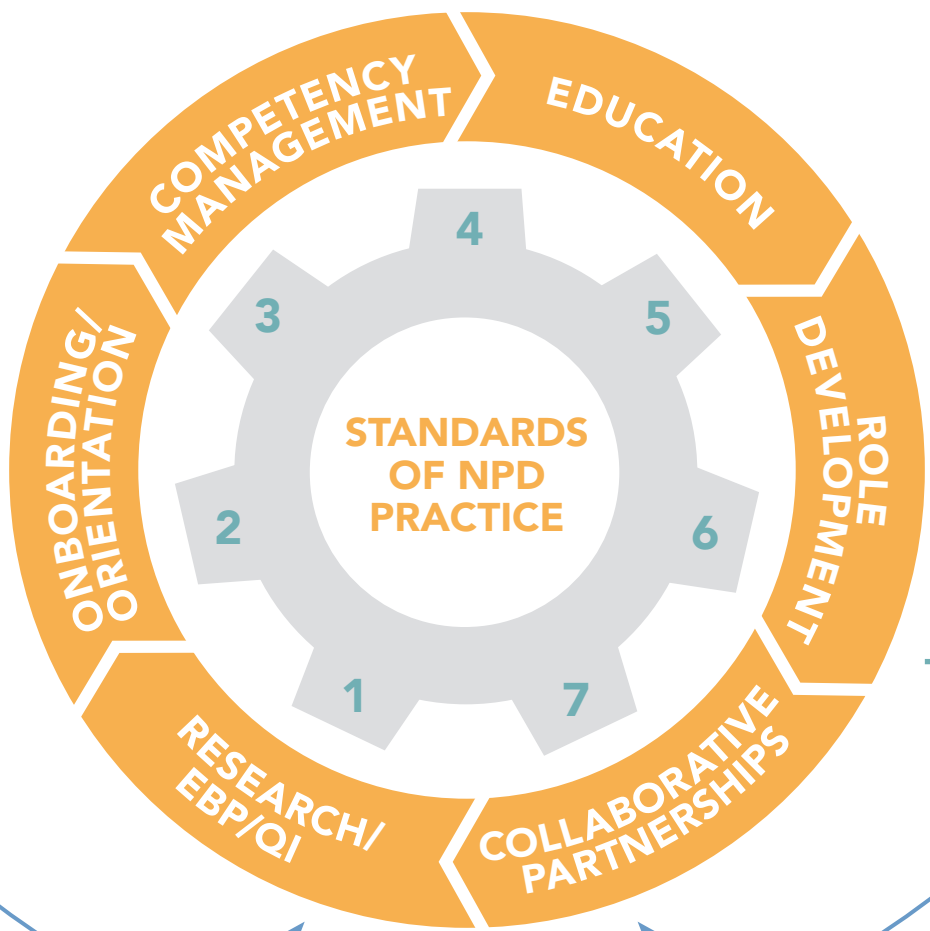 COMPETENCY
MANAGEMENT
EDUCATION
ROLE
DEVELOPMENT
COLLABORATIVE
PARTNERSHIPS
RESEARCH/
EBP/QI
ONBOARDING/
ORIENTATION
1
2
3
4
5
6
7
STANDARDS
OF NPD
PRACTICE